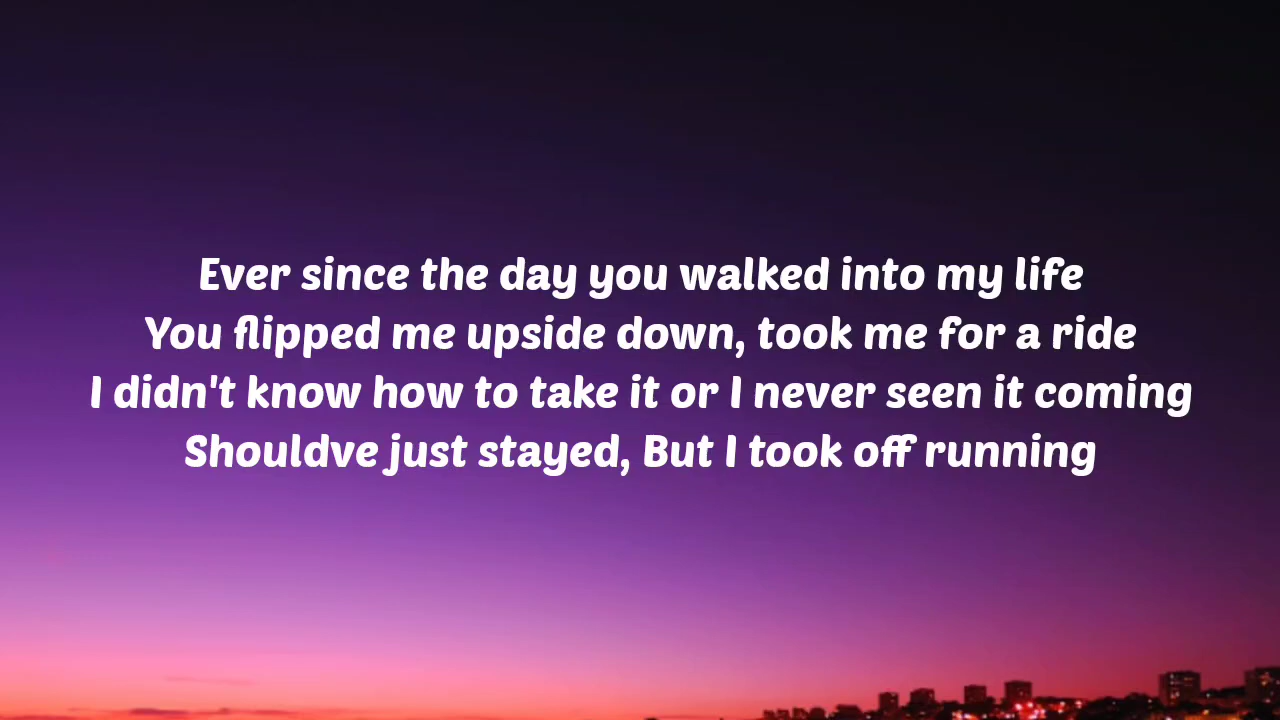 Ever since the day you walked into my life
You flipped me upside down, took me for a ride
I didn't know how to take it or I never seen it coming
Shouldve just stayed, But I took off running